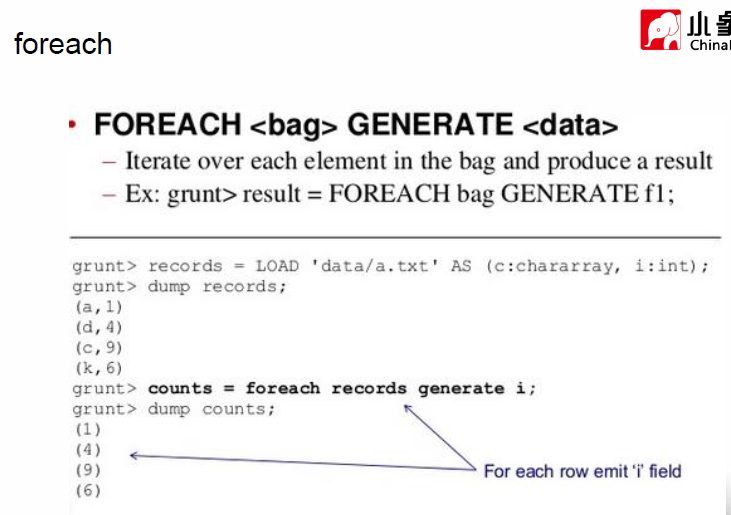 foreach
小象
• FOREACH <bag> GENERATE <data>
– Iterate over each element in the bag and produce a result
– Ex: grunt> result = FOREACH bag GENERATE f1;
grunt> records = LOAD 'data/a.txt' AS (c:chararray, i:int);
grunt> dump records;
(a,1)
(d,4)
(c,9)
(k,6)
grunt> counts = foreach records generate i;
grunt> dump counts;
(1)
(4)
(9)
(6)
For each row emit 'i' field